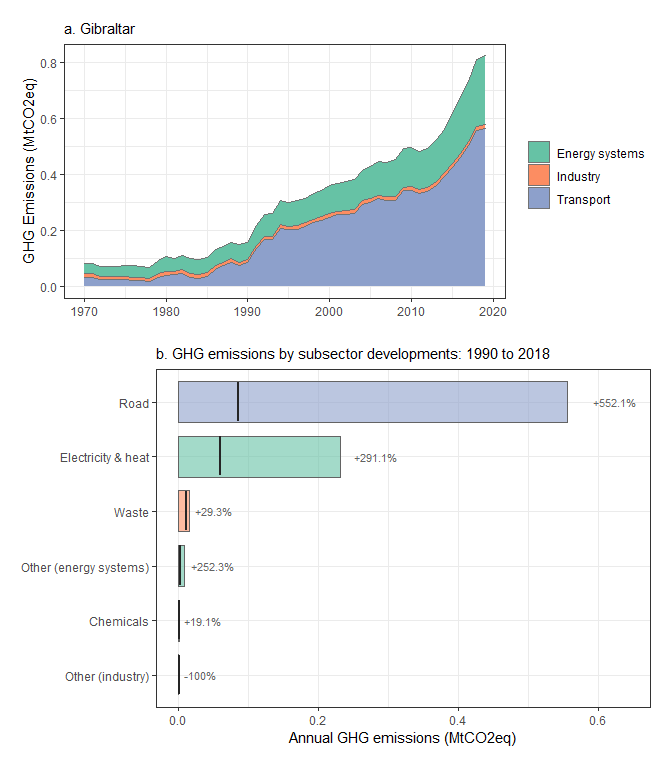 a. Gibraltar
GHG Emissions (MtCO2eq)
0.8
0.6
0.4
0.2
0.0
1970 1980 1990 2000 2010 2020
Energy systems
Industry
Transport
b. GHG emissions by subsector developments: 1990 to 2018
Road +552.1%
Electricity & heat +291.1%
Waste +29.3%
Other (energy systems) +252.3%
Chemicals +19.1%
Other (industry) -100%
0.0 0.2 0.4 0.6
Annual GHG emissions (MtCO2eq)